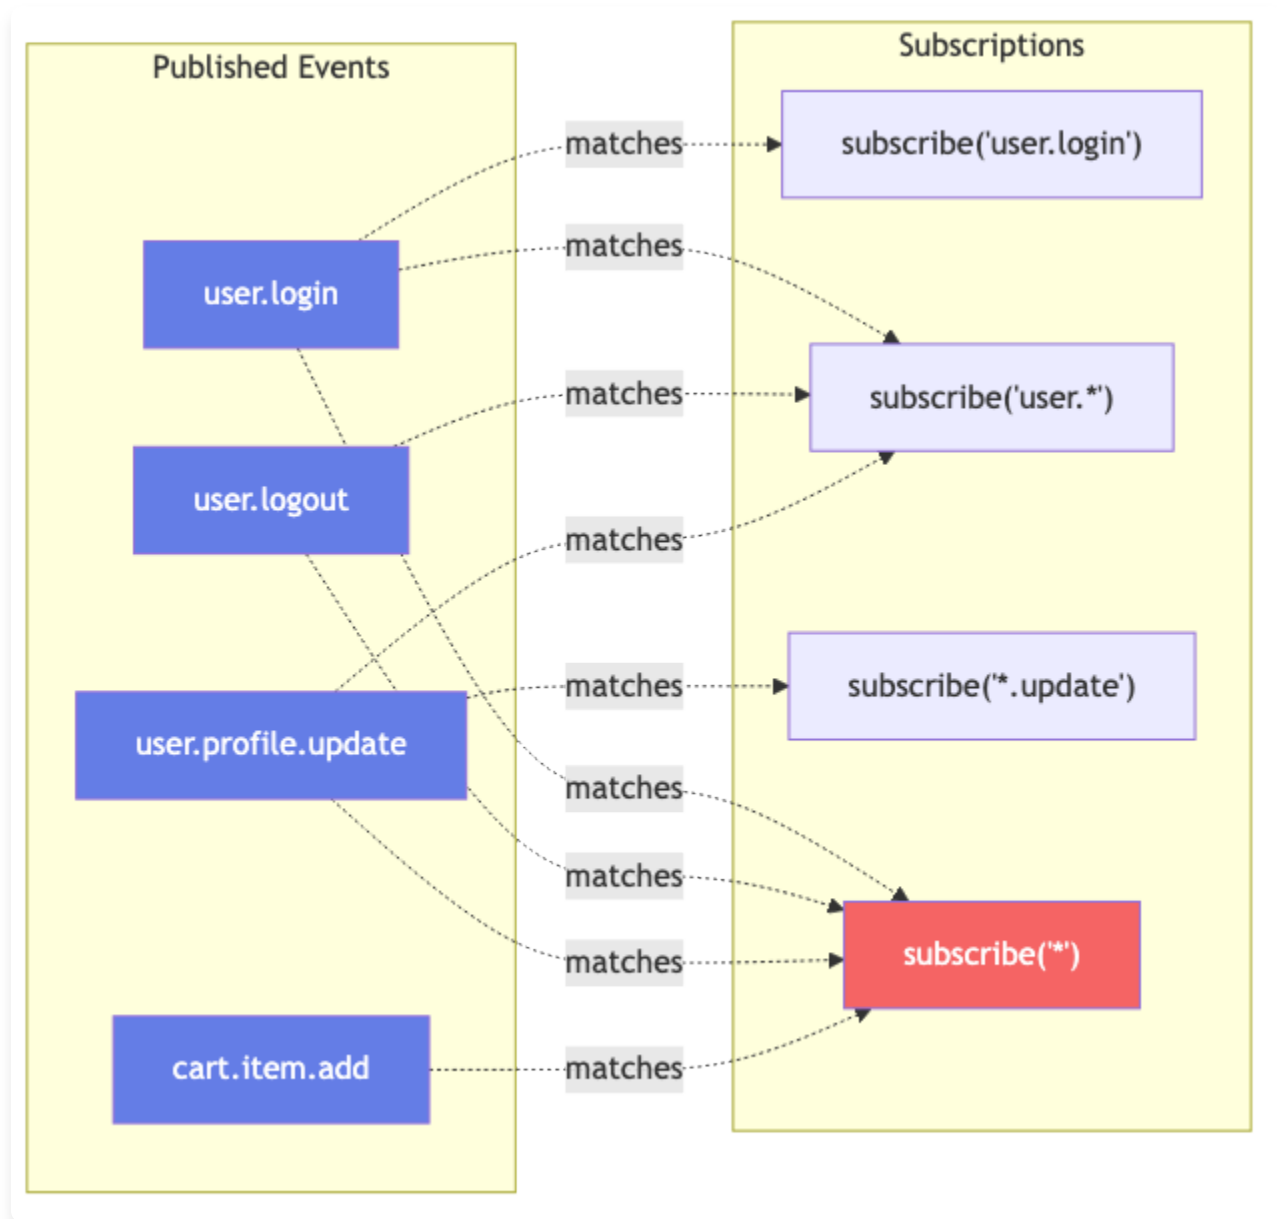 Published Events
user.login
user.logout
user.profile.update
cart.item.add
matches
matches
matches
matches
matches
matches
matches
matches
matches
Subscriptions
subscribe('user.login')
subscribe('user.*')
subscribe('*.update')
subscribe('*')